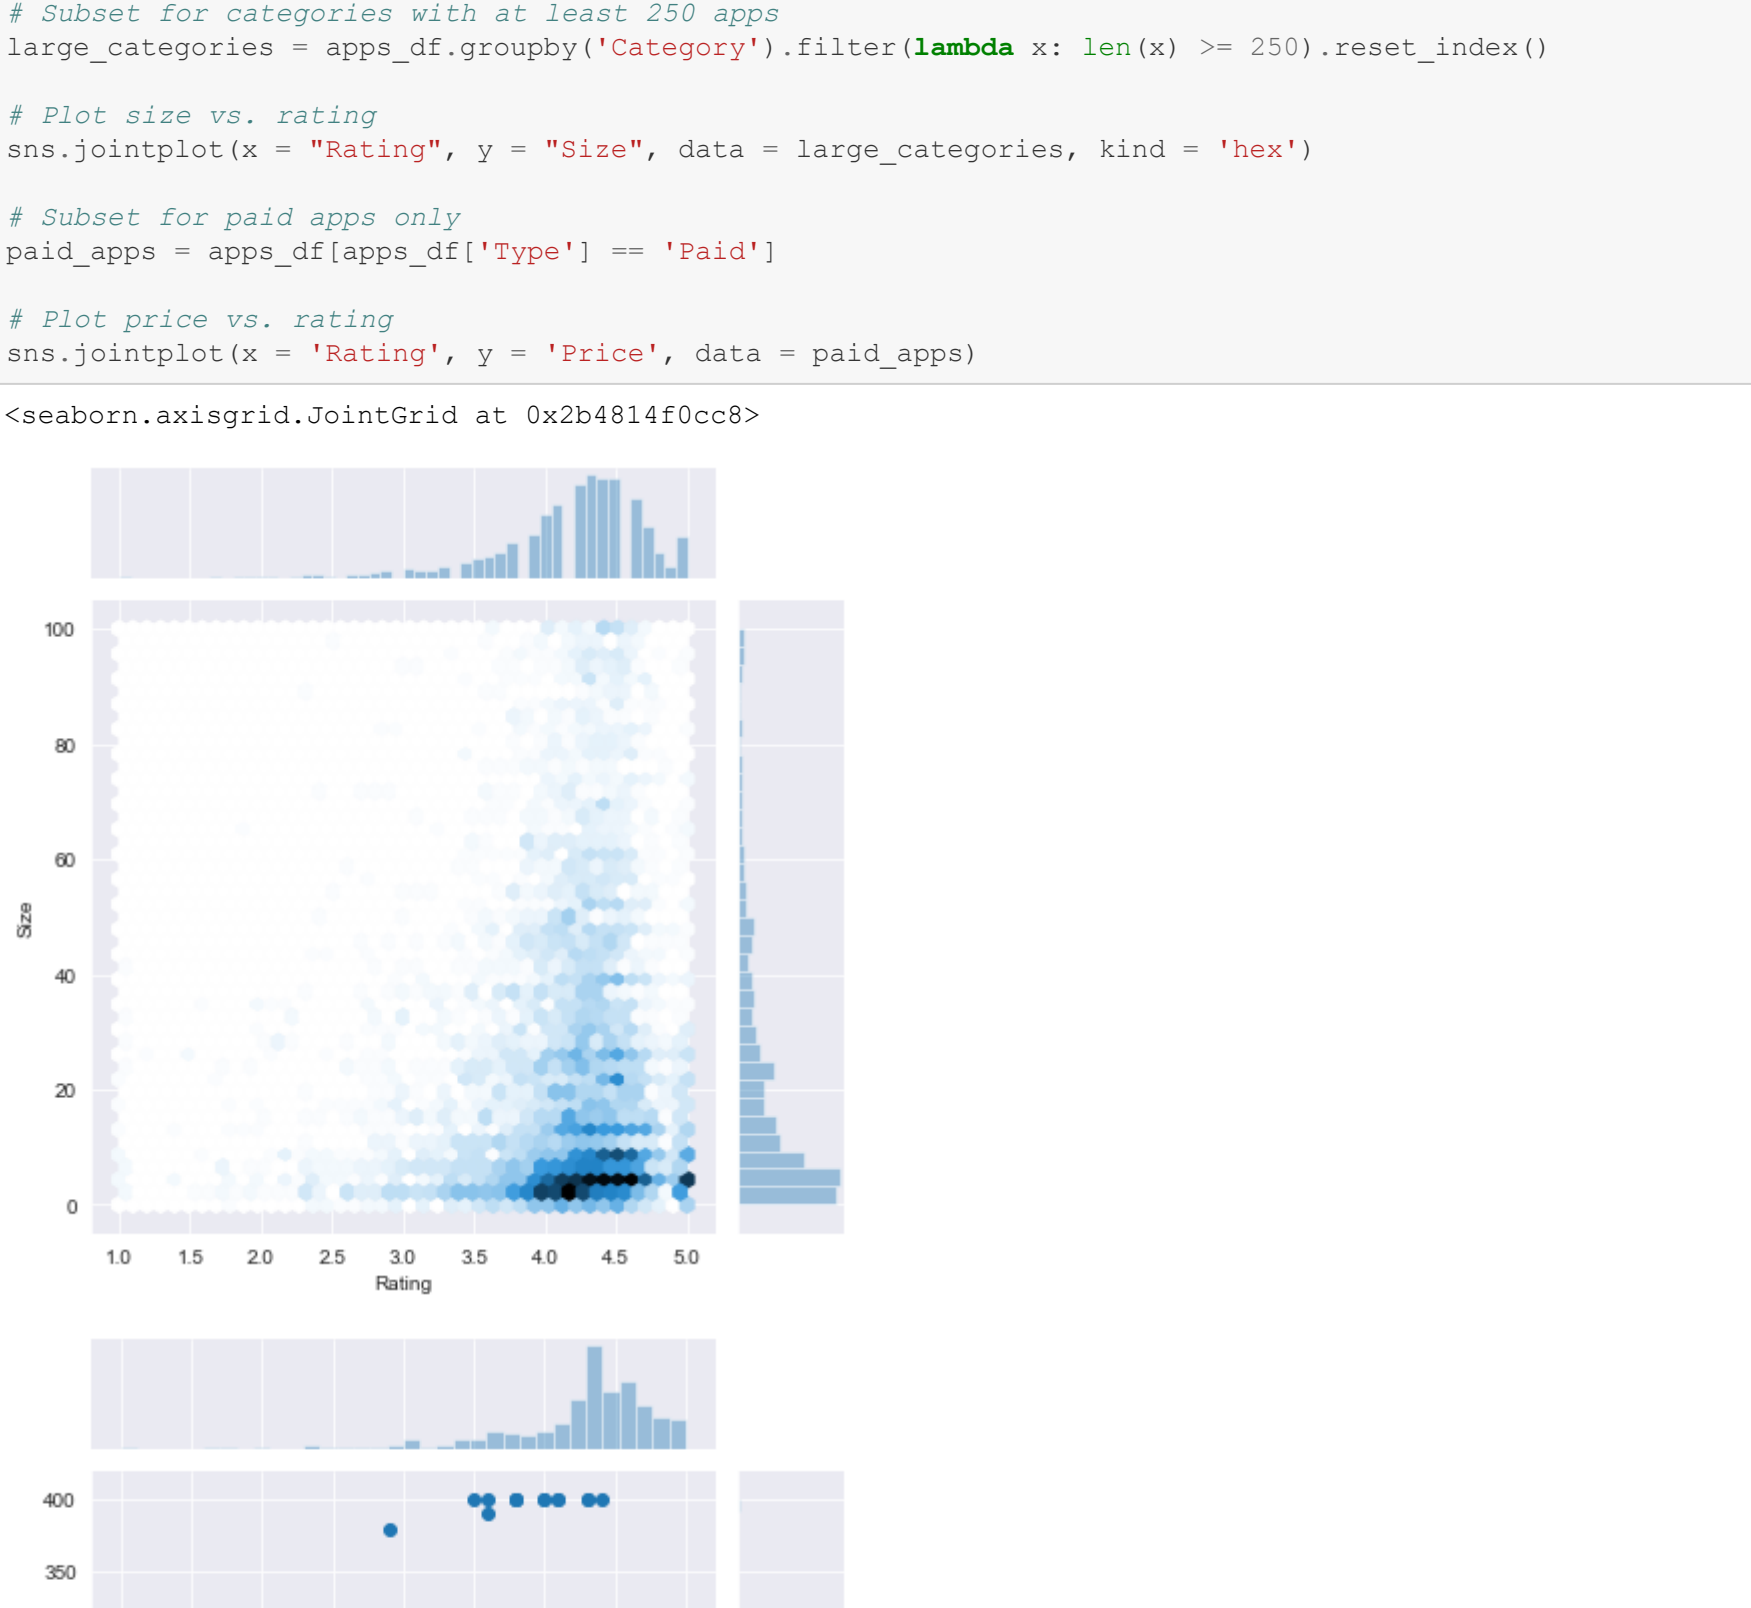 # Subset for categories with at least 250 apps
large_categories = apps_df.groupby('Category').filter(lambda x: len(x) >= 250).reset_index()
# Plot size vs. rating
sns.jointplot(x = "Rating", y = "Size", data = large_categories, kind = 'hex')
# Subset for paid apps only
paid_apps = apps_df[apps_df['Type'] == 'Paid']
# Plot price vs. rating
sns.jointplot(x = 'Rating', y = 'Price', data = paid_apps)
<seaborn.axisgrid.JointGrid at 0x2b4814f0cc8>
100
80
60
Size
40
20
0
1.0 1.5 2.0 2.5 3.0 3.5 4.0 4.5 5.0
Rating
400
350